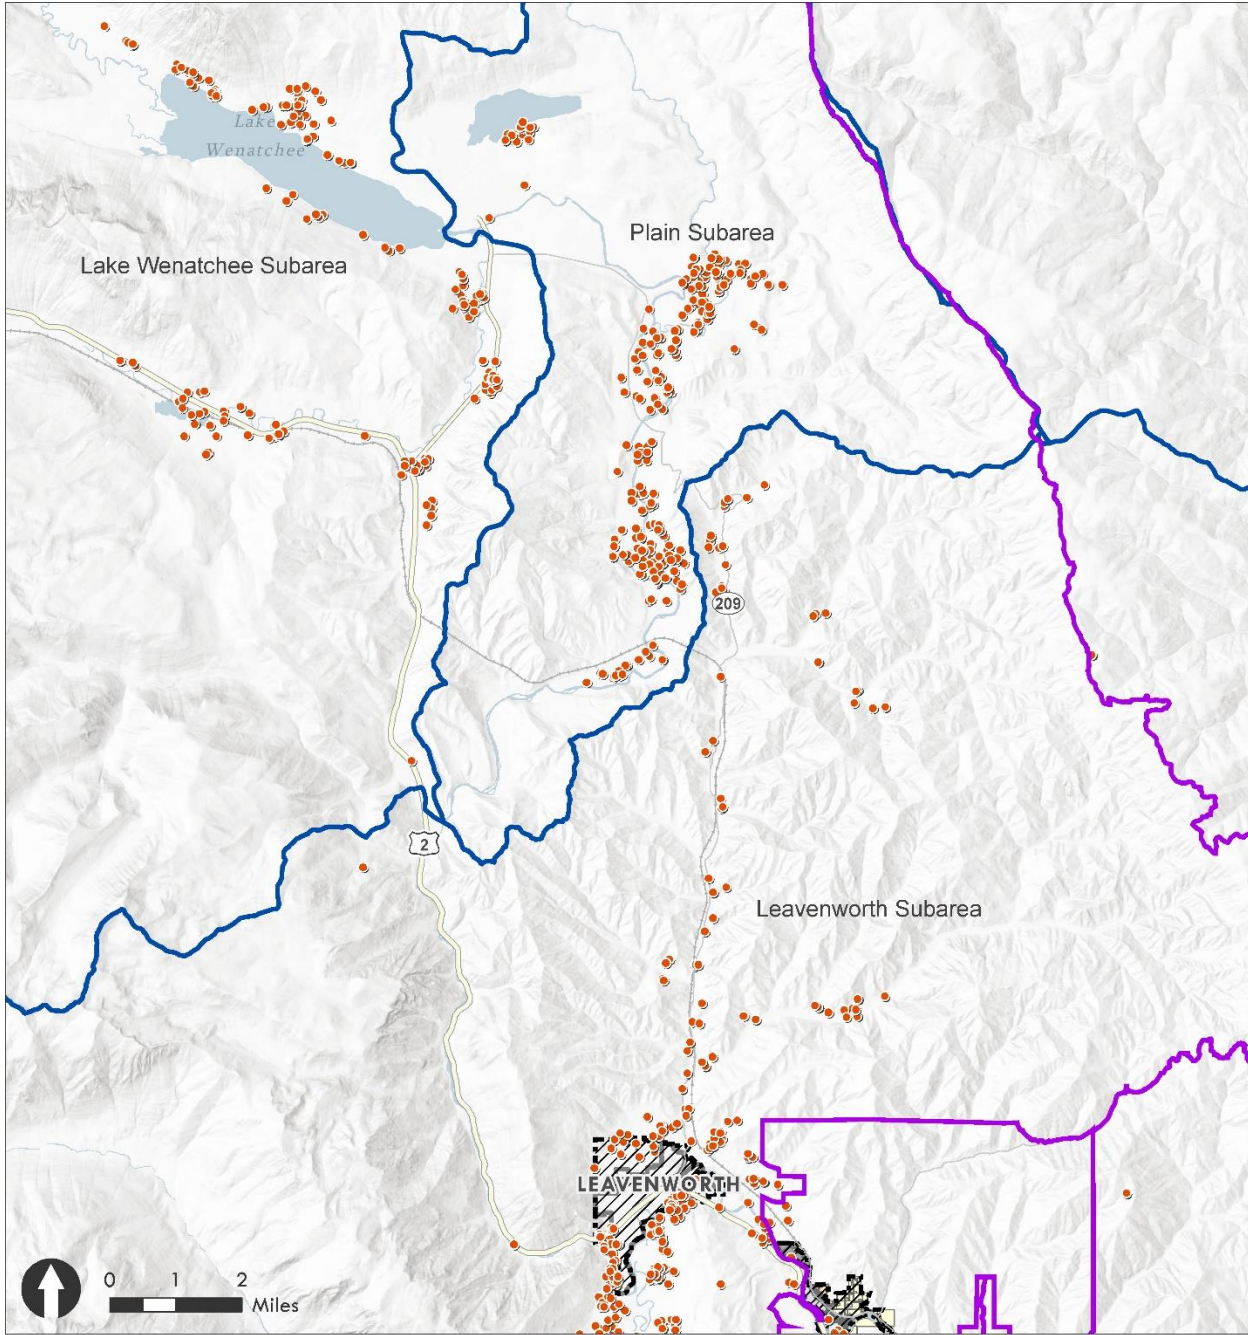 Lake
Wenatchee
Plain Subarea
Lake Wenatchee Subarea
209
2
Leavenworth Subarea
LEAVENWORTH
0 1 2
Miles